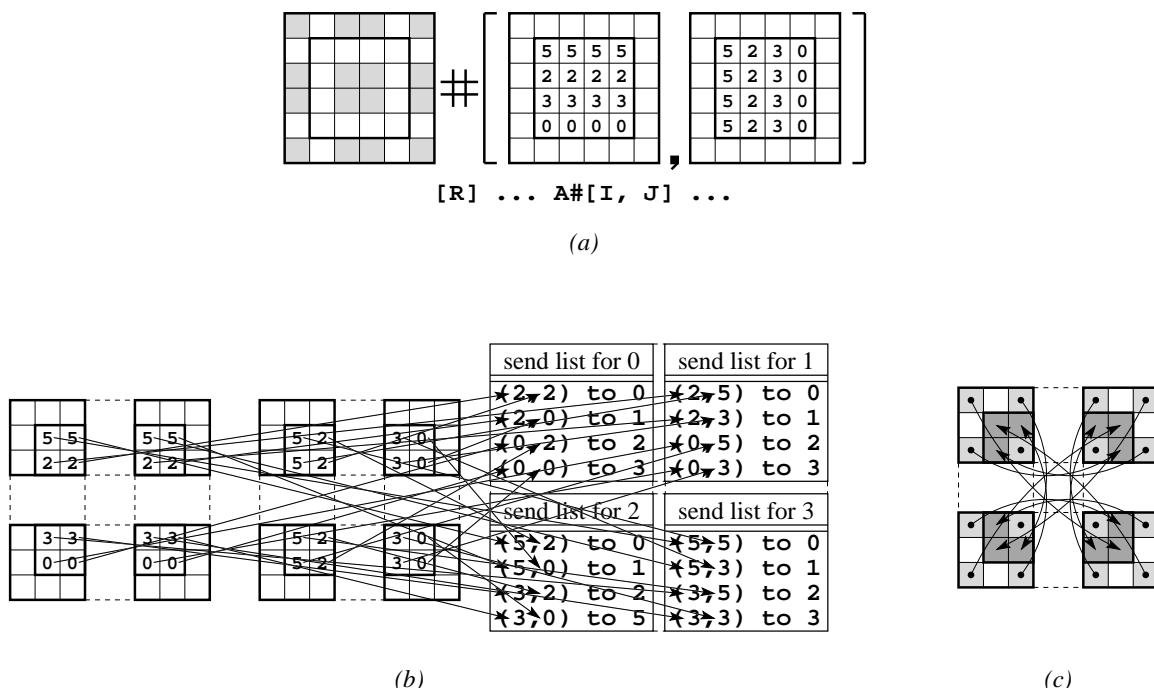 # [ , ]
5 5 5 5 5 2 3 0
2 2 2 2 5 2 3 0
3 3 3 3 5 2 3 0
0 0 0 0 5 2 3 0
[R] ... A#[I, J] ...
(a)
send list for 0 send list for 1
(2,2) to 0 (2,5) to 0
(2,0) to 1 (2,3) to 1
(0,2) to 2 (0,5) to 2
(0,0) to 3 (0,3) to 3
5 5 5 5 5 2 3 0
2 2 2 2 5 2 3 0
send list for 2 send list for 3
(5,2) to 0 (5,5) to 0
(5,0) to 1 (5,3) to 1
(3,2) to 2 (3,5) to 2
(3,0) to 5 (3,3) to 3
3 3 3 3 5 2 3 0
0 0 0 0 5 2 3 0
(b)
(c)